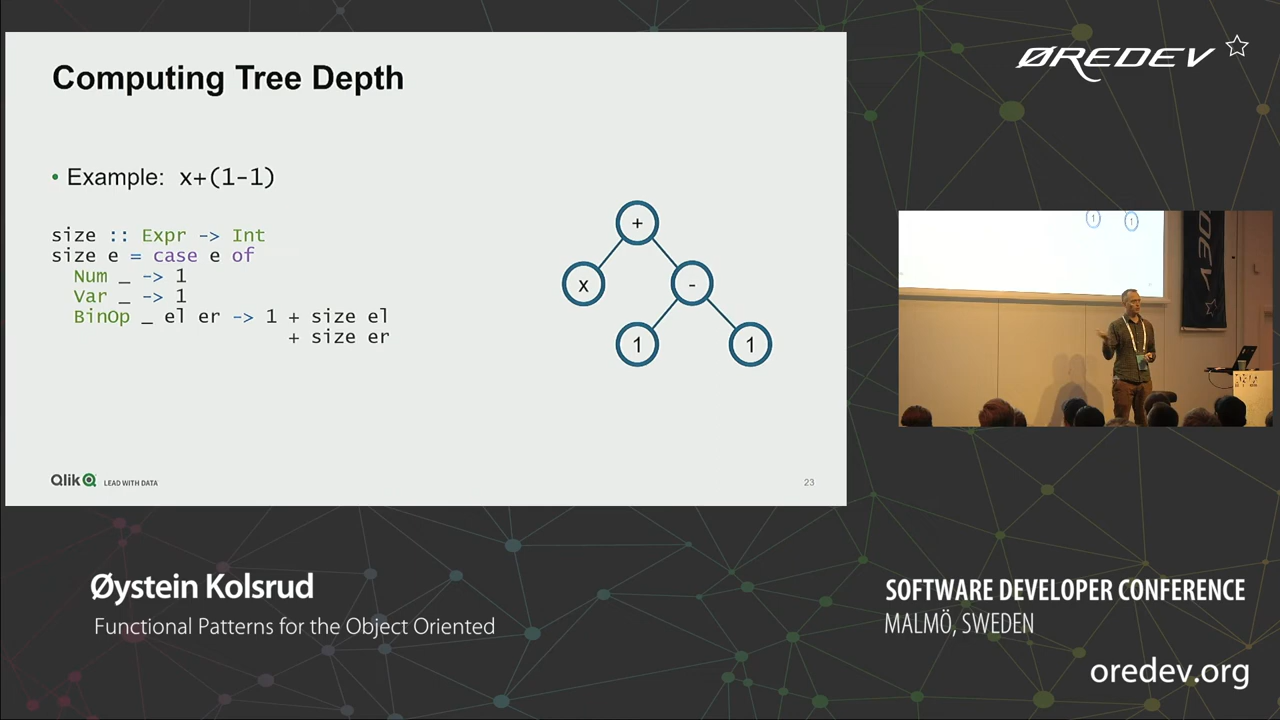 ØREDEV
Computing Tree Depth
• Example: x+(1-1)
size :: Expr -> Int
size e = case e of
Num _ -> 1
Var _ -> 1
BinOp _ el er -> 1 + size el
+ size er
+
x
-
1
1
Qlik
LEAD WITH DATA
23
Øystein Kolsrud
Functional Patterns for the Object Oriented
SOFTWARE DEVELOPER CONFERENCE
MALMÖ, SWEDEN
oredev.org